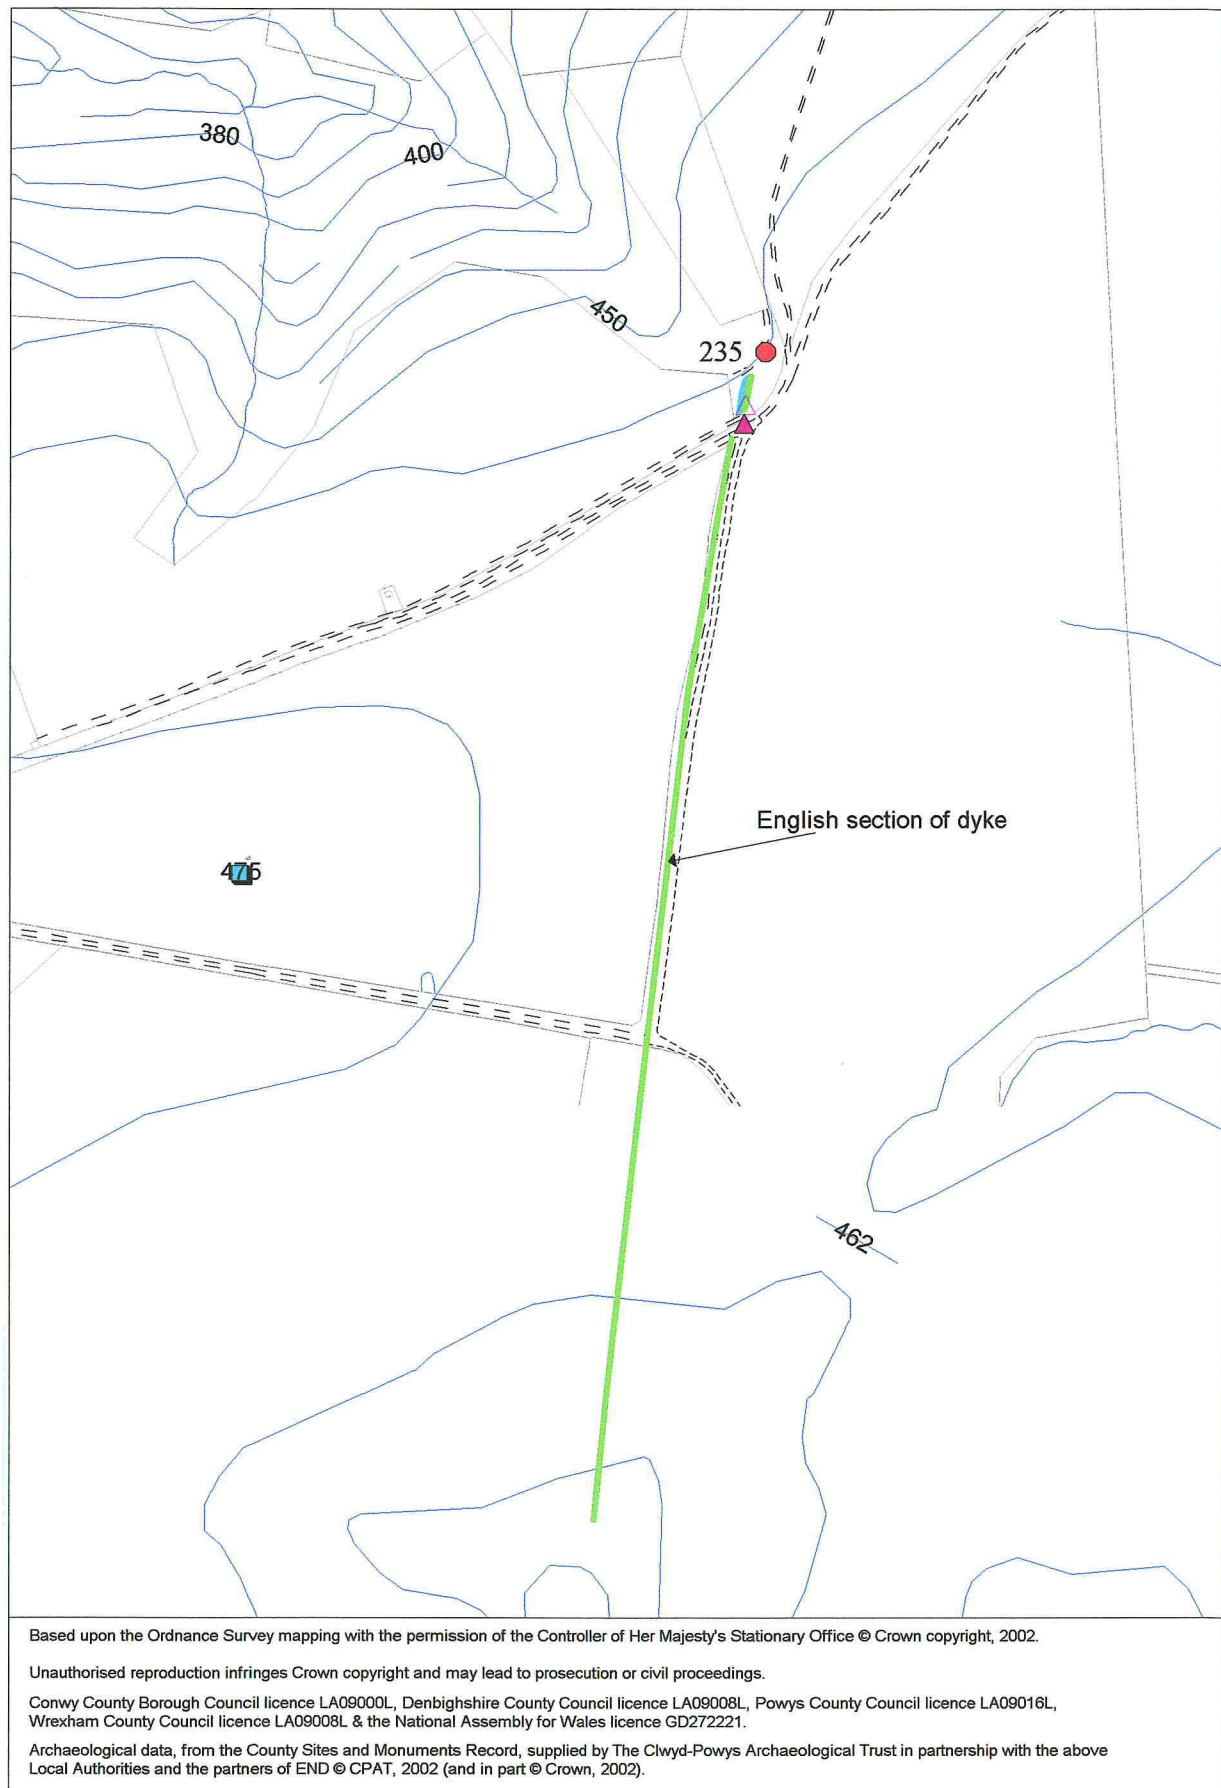 380
400
450
235
English section of dyke
475
462
Based upon the Ordnance Survey mapping with the permission of the Controller of Her Majesty's Stationary Office © Crown copyright, 2002.
Unauthorised reproduction infringes Crown copyright and may lead to prosecution or civil proceedings.
Conwy County Borough Council licence LA09000L, Denbighshire County Council licence LA09008L, Powys County Council licence LA09016L,
Wrexham County Council licence LA09008L & the National Assembly for Wales licence GD272221.
Archaeological data, from the County Sites and Monuments Record, supplied by The Clwyd-Powys Archaeological Trust in partnership with the above
Local Authorities and the partners of END © CPAT, 2002 (and in part © Crown, 2002).